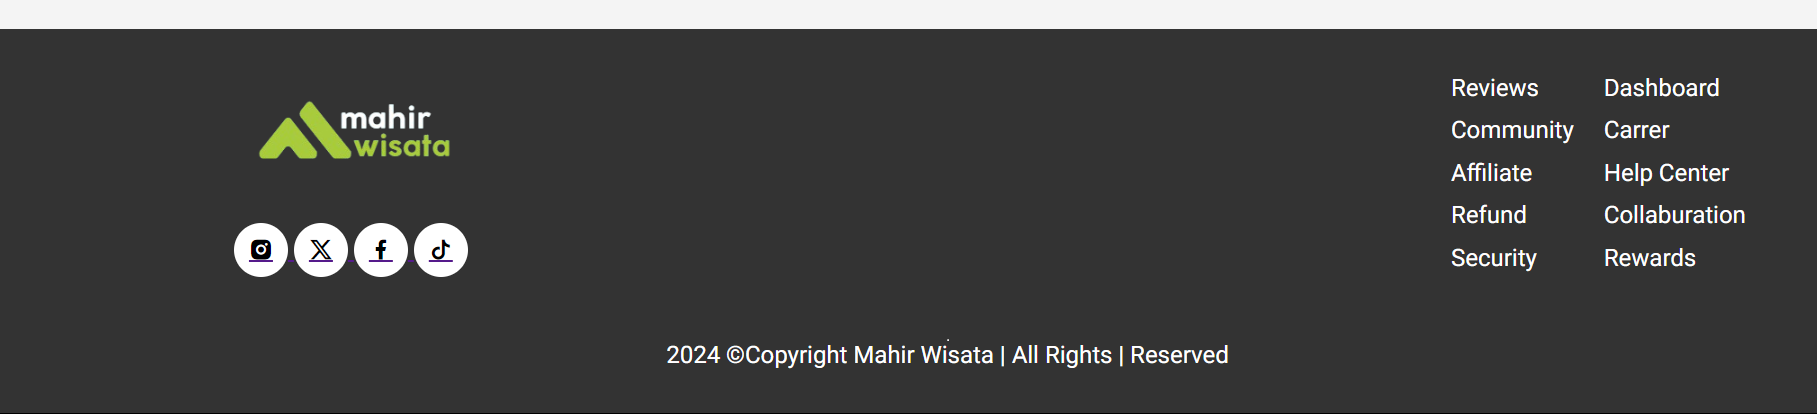 mahir
wisata
Reviews
Community
Affiliate
Refund
Security
Dashboard
Carrer
Help Center
Collaburation
Rewards
2024 ©Copyright Mahir Wisata | All Rights | Reserved